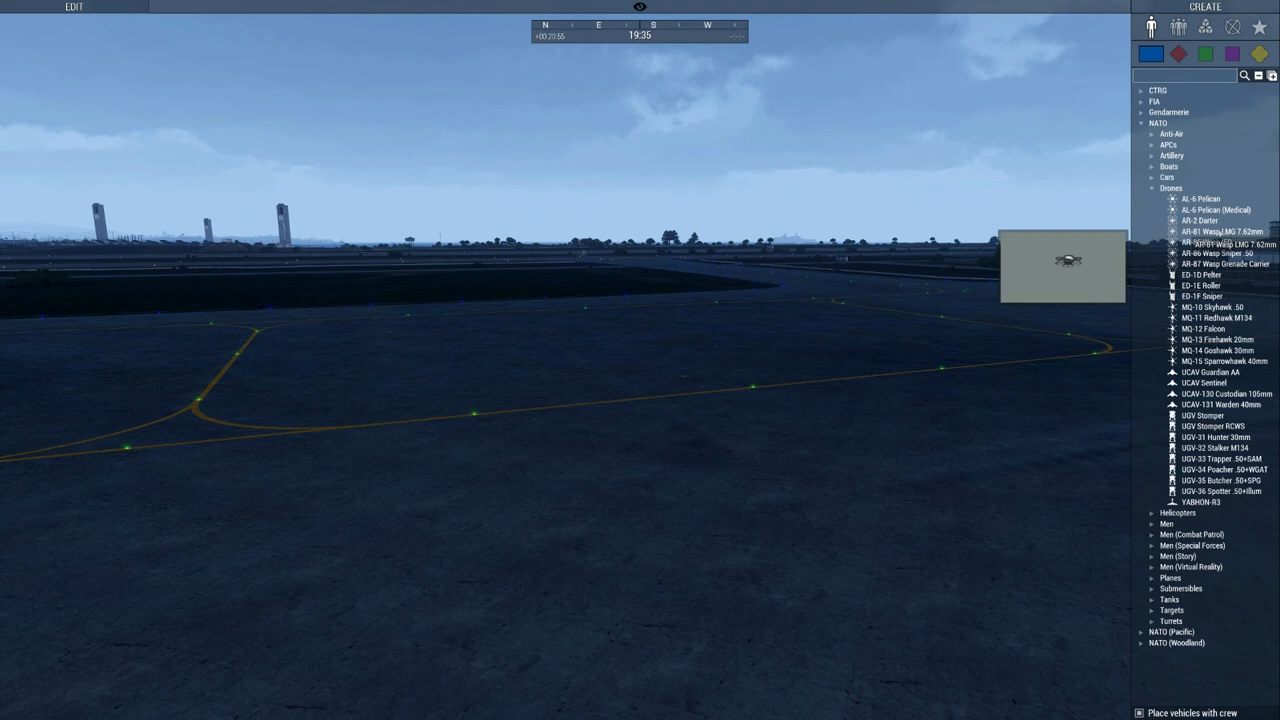 EDIT
CREATE
N E S W
+00:20:55 19:35 --:--
CTRG
FIA
Gendarmerie
NATO
Anti-Air
APCs
Artillery
Boats
Cars
Drones
AL-6 Pelican
AL-6 Pelican (Medical)
AR-2 Darter
AR-81 Wasp LMG 7.62mm
AR-81 Wasp LMG 7.62mm
AR-86 Wasp Sniper .50
AR-87 Wasp Grenade Carrier
ED-1D Pelter
ED-1E Roller
ED-1F Sniper
MQ-10 Skyhawk .50
MQ-11 Redhawk M134
MQ-12 Falcon
MQ-13 Firehawk 20mm
MQ-14 Goshawk 30mm
MQ-15 Sparrowhawk 40mm
UCAV Guardian AA
UCAV Sentinel
UCAV-130 Custodian 105mm
UCAV-131 Warden 40mm
UGV Stomper
UGV Stomper RCWS
UGV-31 Hunter 30mm
UGV-32 Stalker M134
UGV-33 Trapper .50+SAM
UGV-34 Poacher .50+WGAT
UGV-35 Butcher .50+SPG
UGV-36 Spotter .50+Illum
YABHON-R3
Helicopters
Men
Men (Combat Patrol)
Men (Special Forces)
Men (Story)
Men (Virtual Reality)
Planes
Submersibles
Tanks
Targets
Turrets
NATO (Pacific)
NATO (Woodland)
Place vehicles with crew